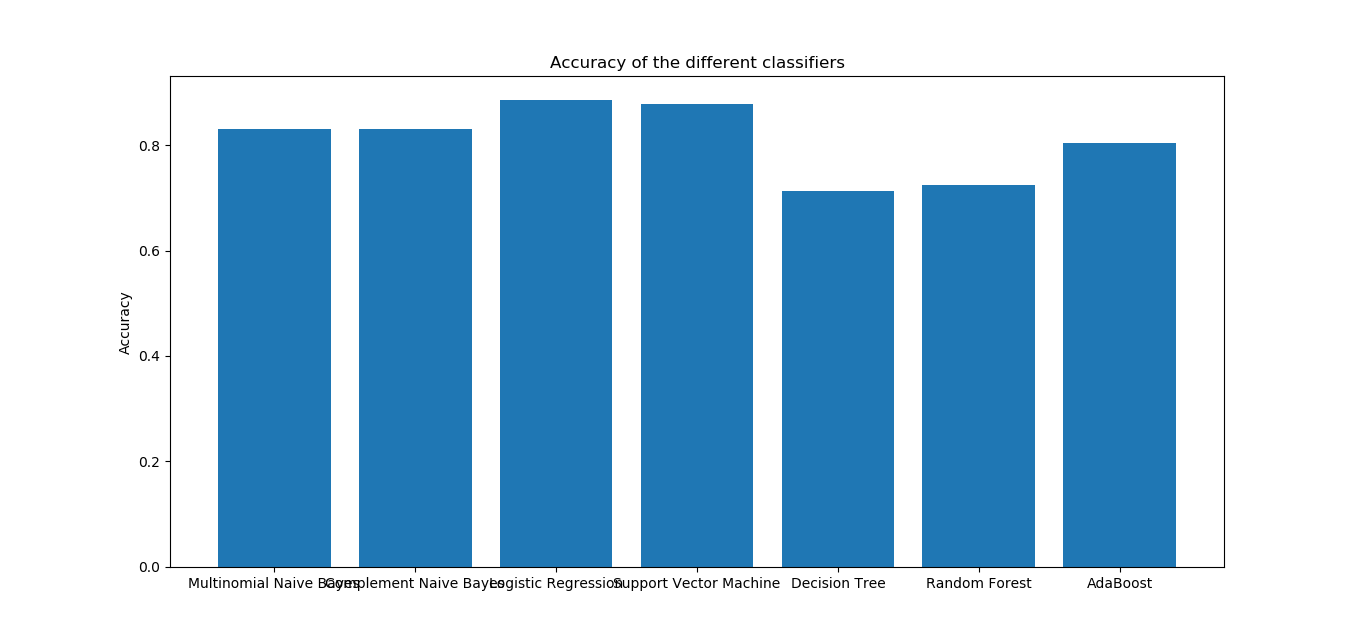 Accuracy of the different classifiers
Accuracy
0.8
0.6
0.4
0.2
0.0
Multinomial Naive Bayes
Complement Naive Bayes
Logistic Regression
Support Vector Machine
Decision Tree
Random Forest
AdaBoost